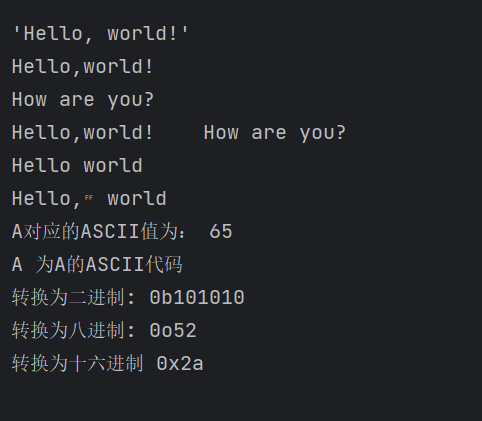 'Hello, world!'
Hello,world!
How are you?
Hello,world!    How are you?
Hello world
Hello,␌ world
A对应的ASCII值为： 65
A 为A的ASCII代码
转换为二进制: 0b101010
转换为八进制: 0o52
转换为十六进制 0x2a